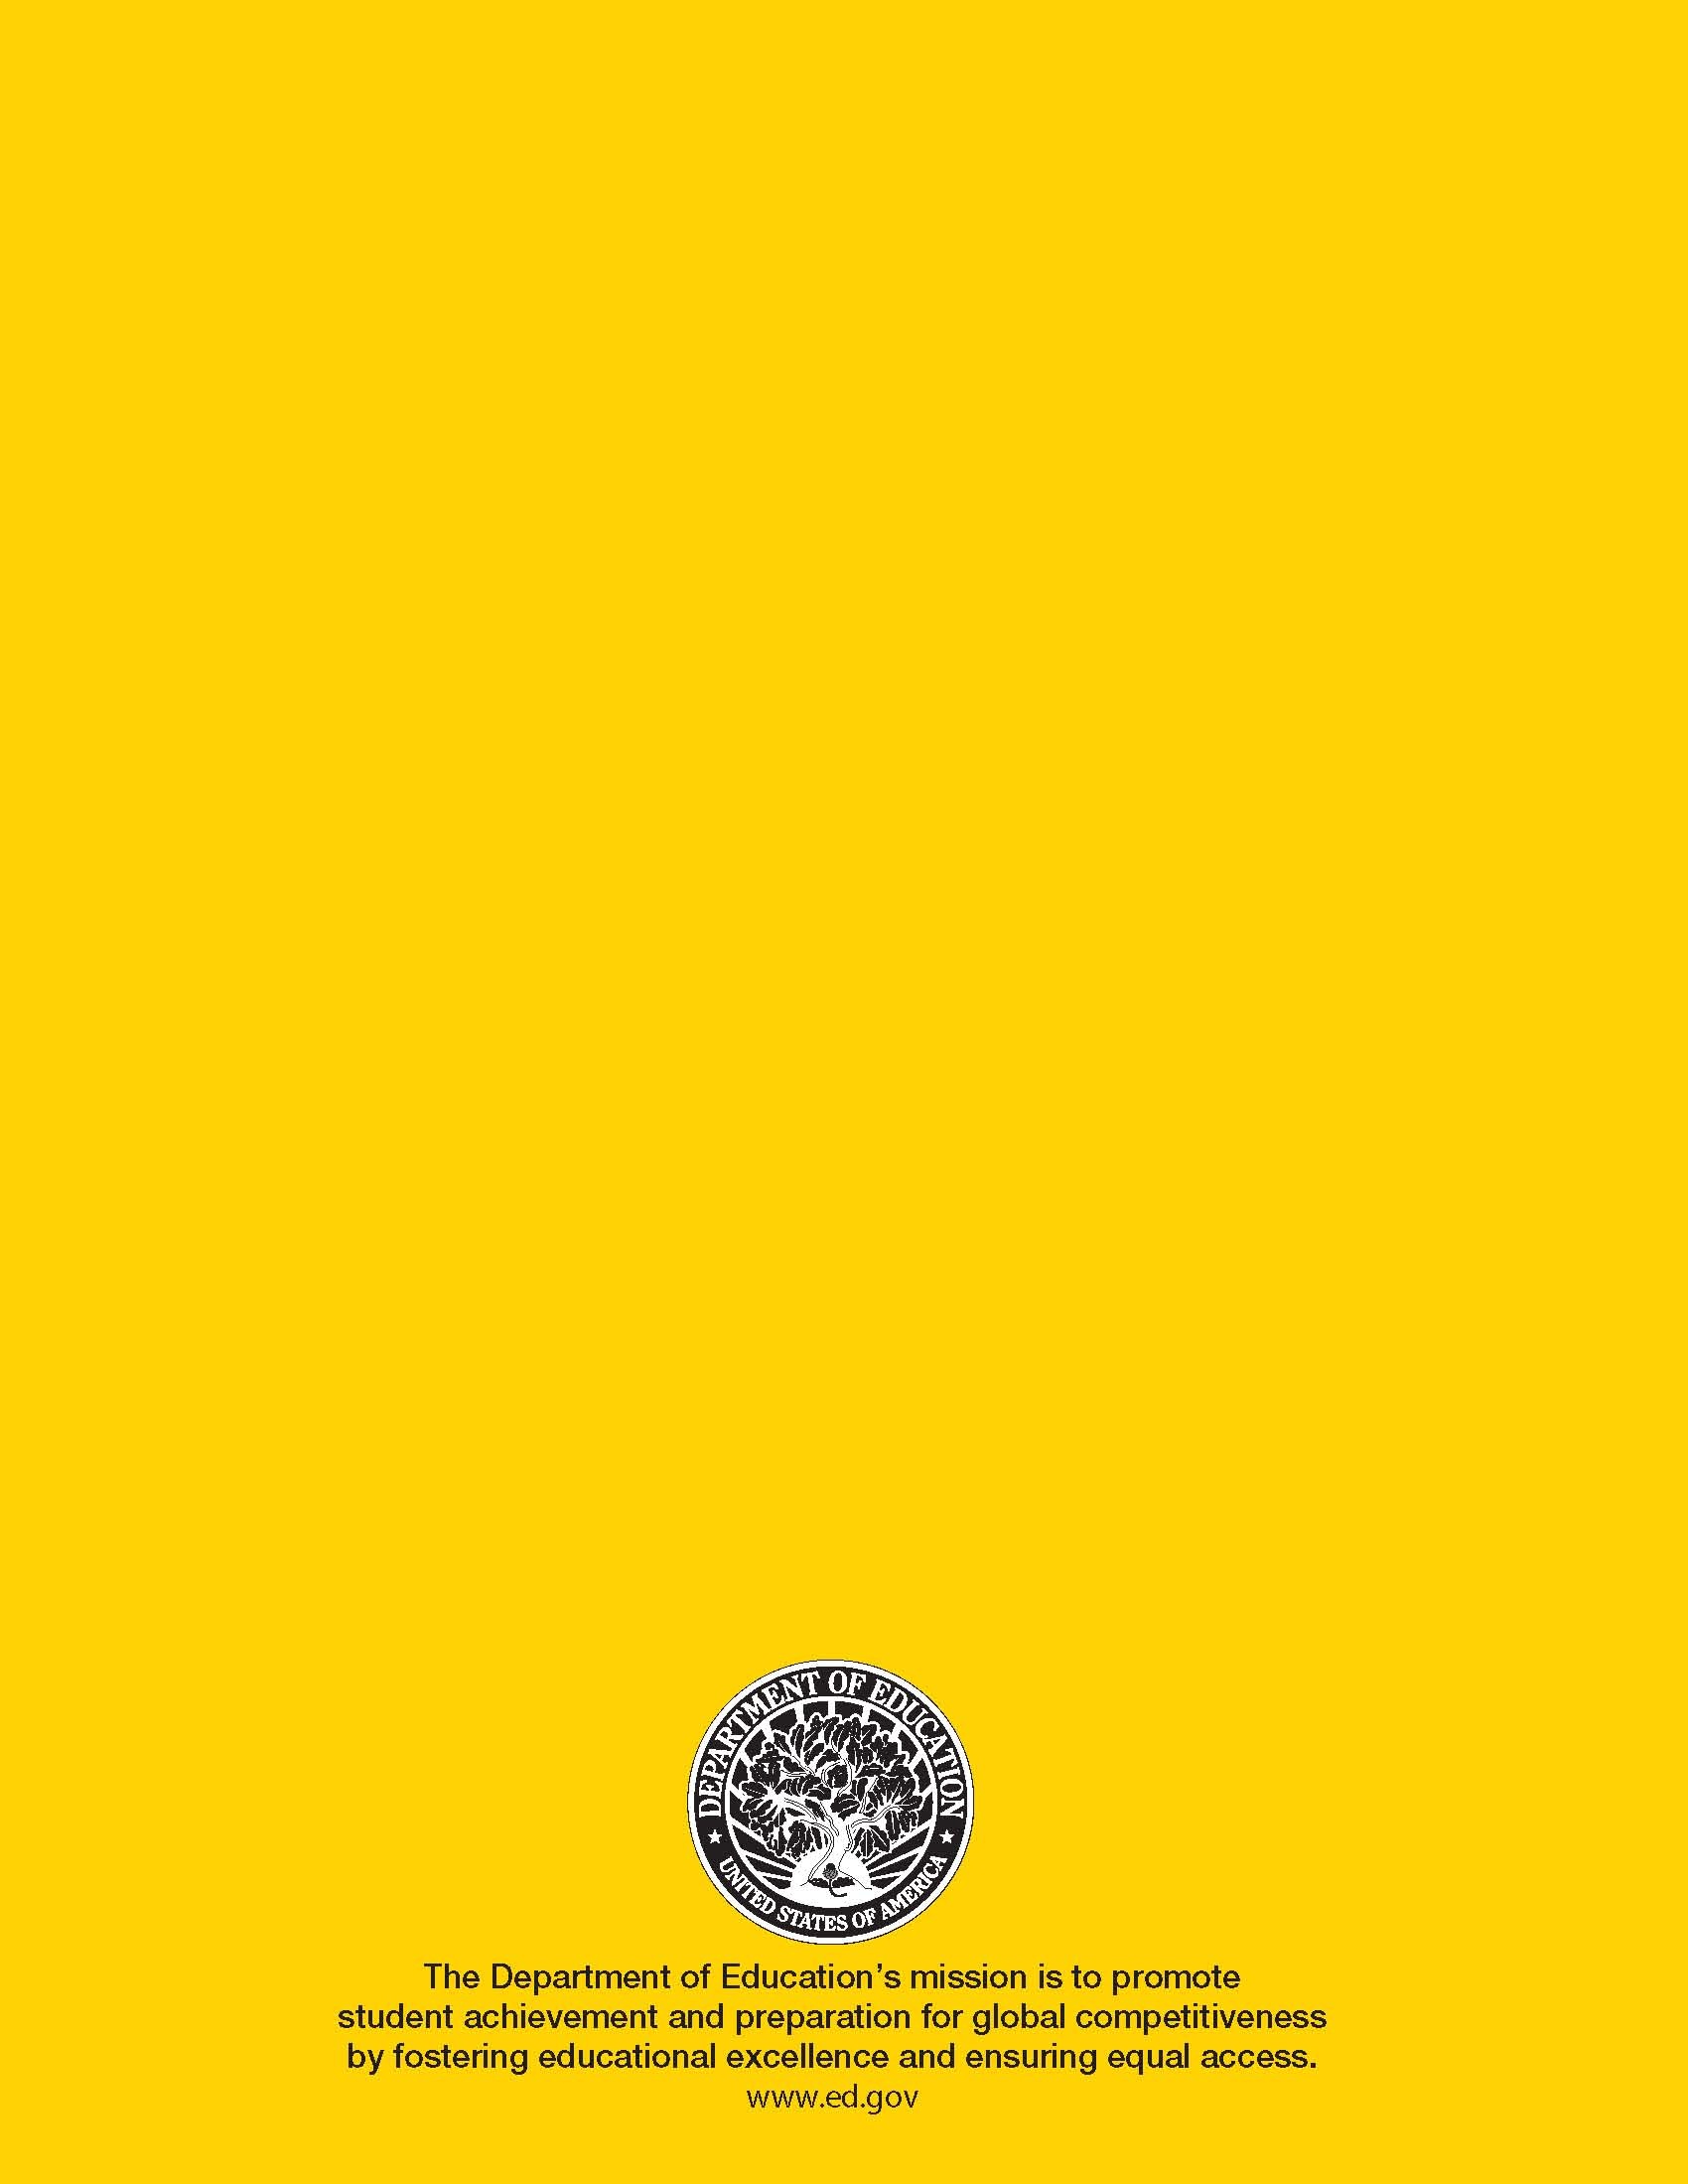 DEPARTMENT OF EDUCATION
UNITED STATES OF AMERICA
The Department of Education’s mission is to promote
student achievement and preparation for global competitiveness
by fostering educational excellence and ensuring equal access.
www.ed.gov